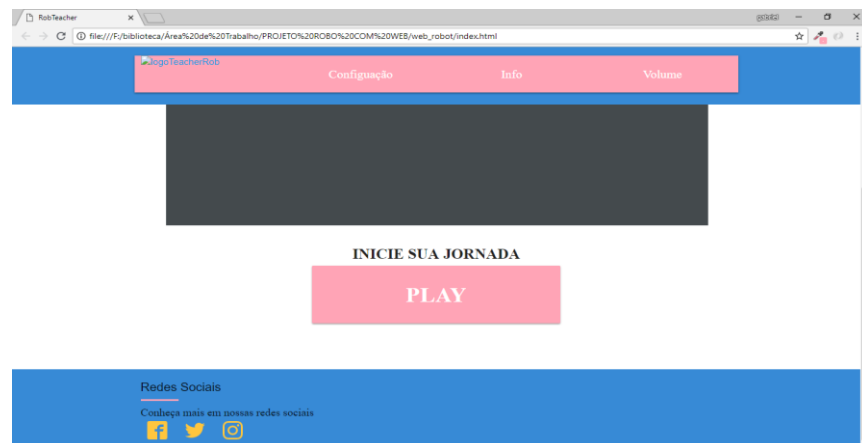 RobTeacher
file:///F:/biblioteca/Área%20de%20Trabalho/PROJETO%20ROBO%20COM%20WEB/web_robot/index.html
logoTeacherRob
Configuação Info Volume
INICIE SUA JORNADA
PLAY
Redes Sociais
Conheça mais em nossas redes sociais